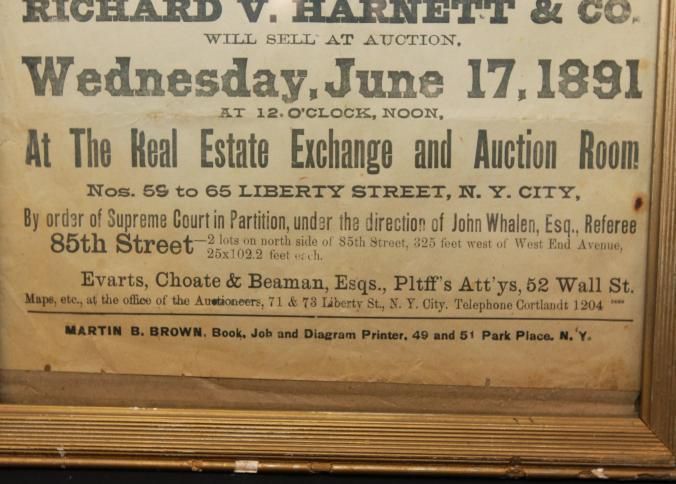 RICHARD V. HARNETT & CO.
WILL SELL AT AUCTION,
Wednesday, June 17, 1891
AT 12 O'CLOCK, NOON,
At The Real Estate Exchange and Auction Room
Nos. 59 to 65 LIBERTY STREET, N. Y. CITY,
By order of Supreme Court in Partition, under the direction of John Whalen, Esq., Referee
85th Street—2 lots on north side of 85th Street, 325 feet west of West End Avenue,
25x102.2 feet each.
Evarts, Choate & Beaman, Esqs., Pltff's Att'ys, 52 Wall St.
Maps, etc., at the office of the Auctioneers, 71 & 73 Liberty St., N. Y. City. Telephone Cortlandt 1204
MARTIN B. BROWN, Book, Job and Diagram Printer, 49 and 51 Park Place, N. Y.